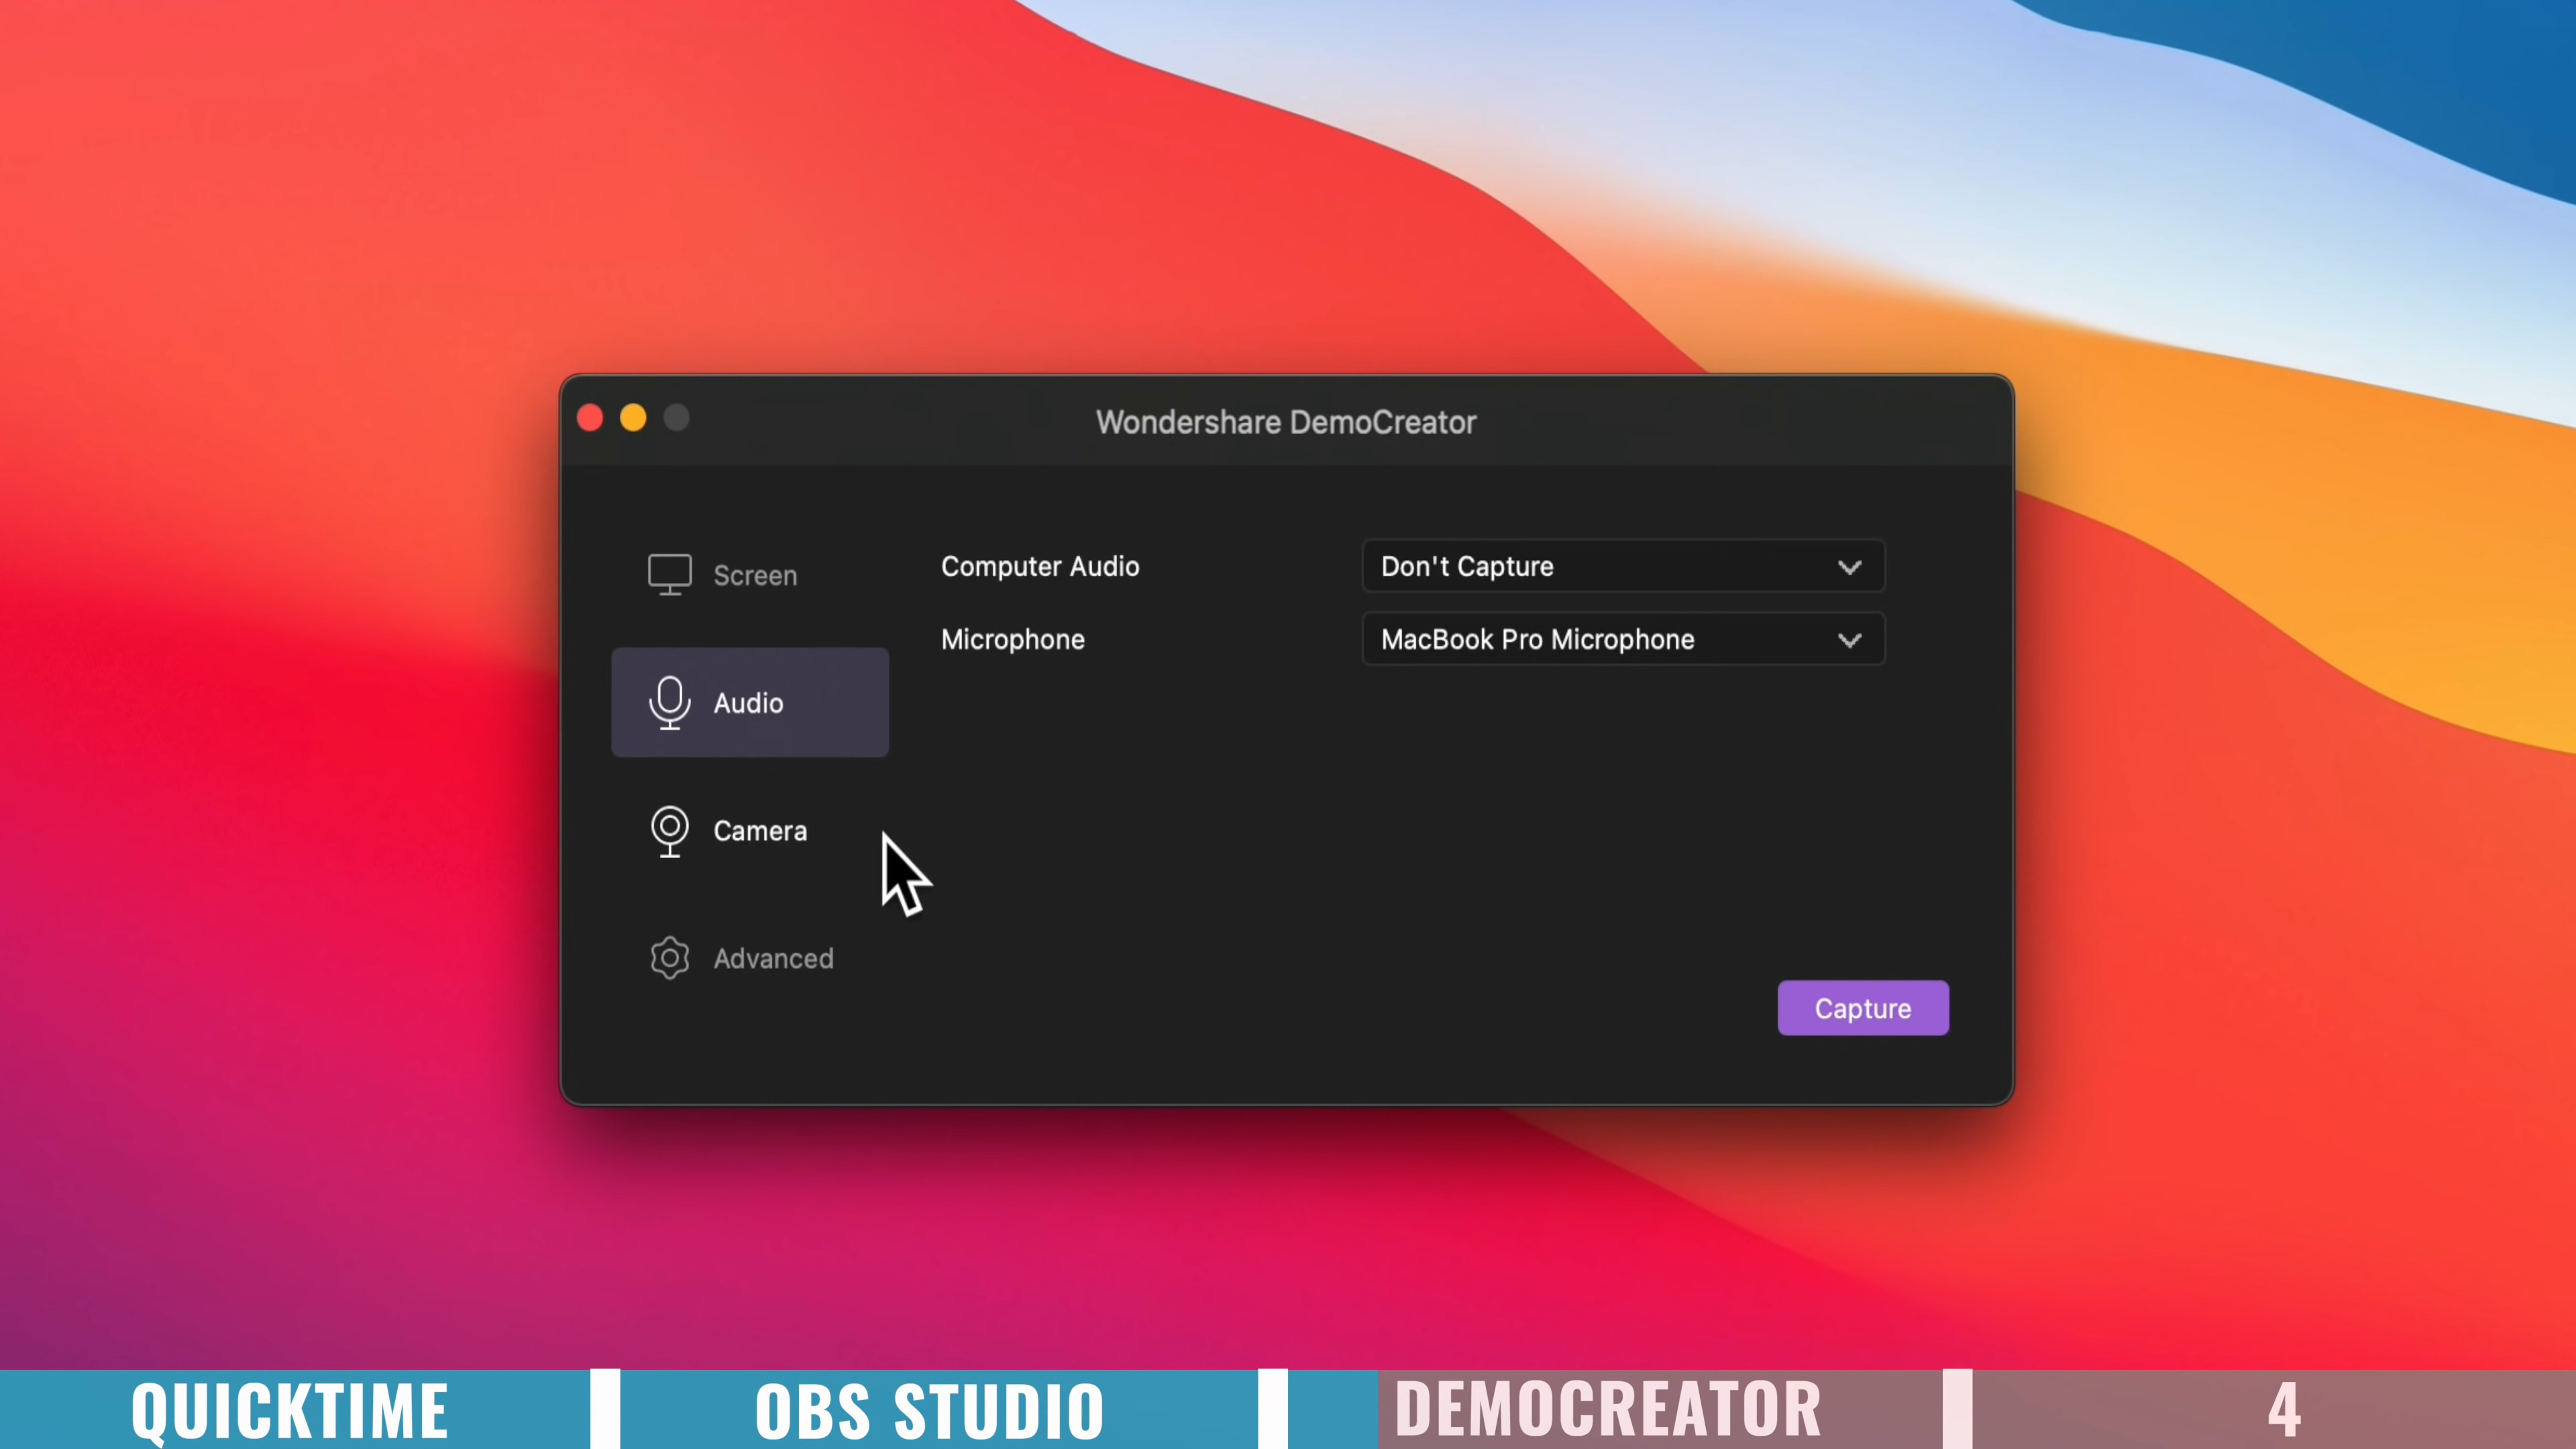 Wondershare DemoCreator
Screen
Computer Audio
Don't Capture
Microphone
MacBook Pro Microphone
Audio
Camera
Advanced
Capture
QUICKTIME
OBS STUDIO
DEMOCREATOR
4